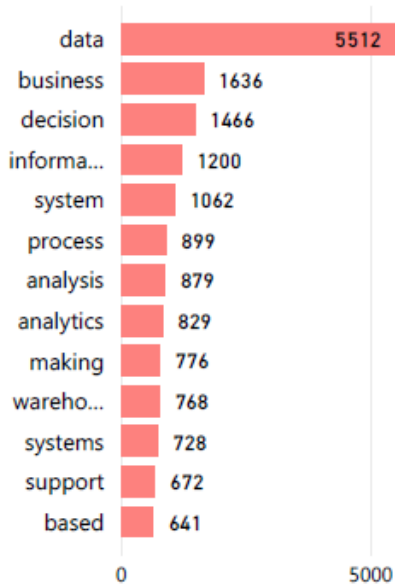 data 5512
business 1636
decision 1466
informa... 1200
system 1062
process 899
analysis 879
analytics 829
making 776
wareho... 768
systems 728
support 672
based 641
0 5000